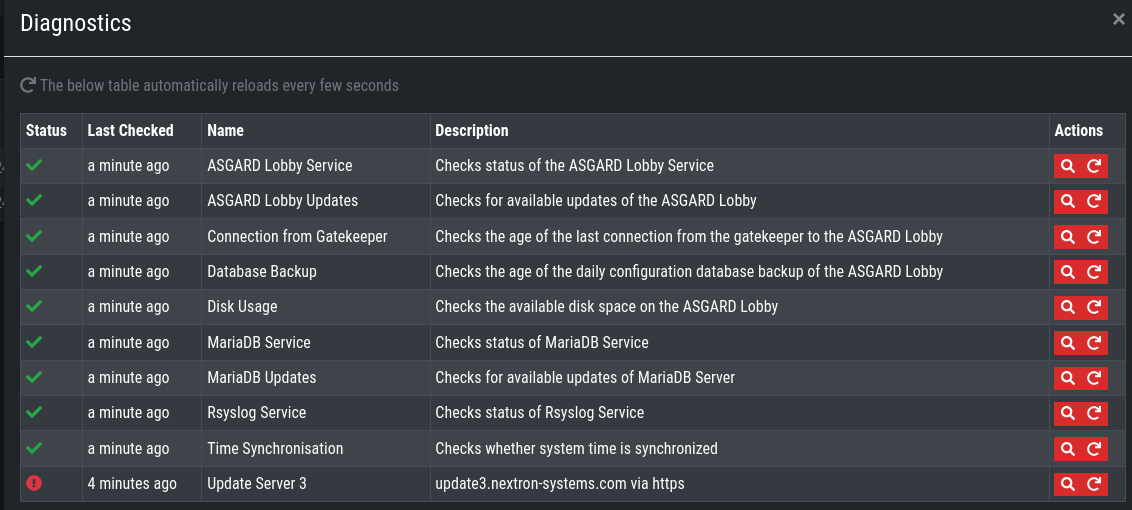 Diagnostics
The below table automatically reloads every few seconds
Status Last Checked Name Description Actions
a minute ago ASGARD Lobby Service Checks status of the ASGARD Lobby Service
a minute ago ASGARD Lobby Updates Checks for available updates of the ASGARD Lobby
a minute ago Connection from Gatekeeper Checks the age of the last connection from the gatekeeper to the ASGARD Lobby
a minute ago Database Backup Checks the age of the daily configuration database backup of the ASGARD Lobby
a minute ago Disk Usage Checks the available disk space on the ASGARD Lobby
a minute ago MariaDB Service Checks status of MariaDB Service
a minute ago MariaDB Updates Checks for available updates of MariaDB Server
a minute ago Rsyslog Service Checks status of Rsyslog Service
a minute ago Time Synchronisation Checks whether system time is synchronized
4 minutes ago Update Server 3 update3.nextron-systems.com via https